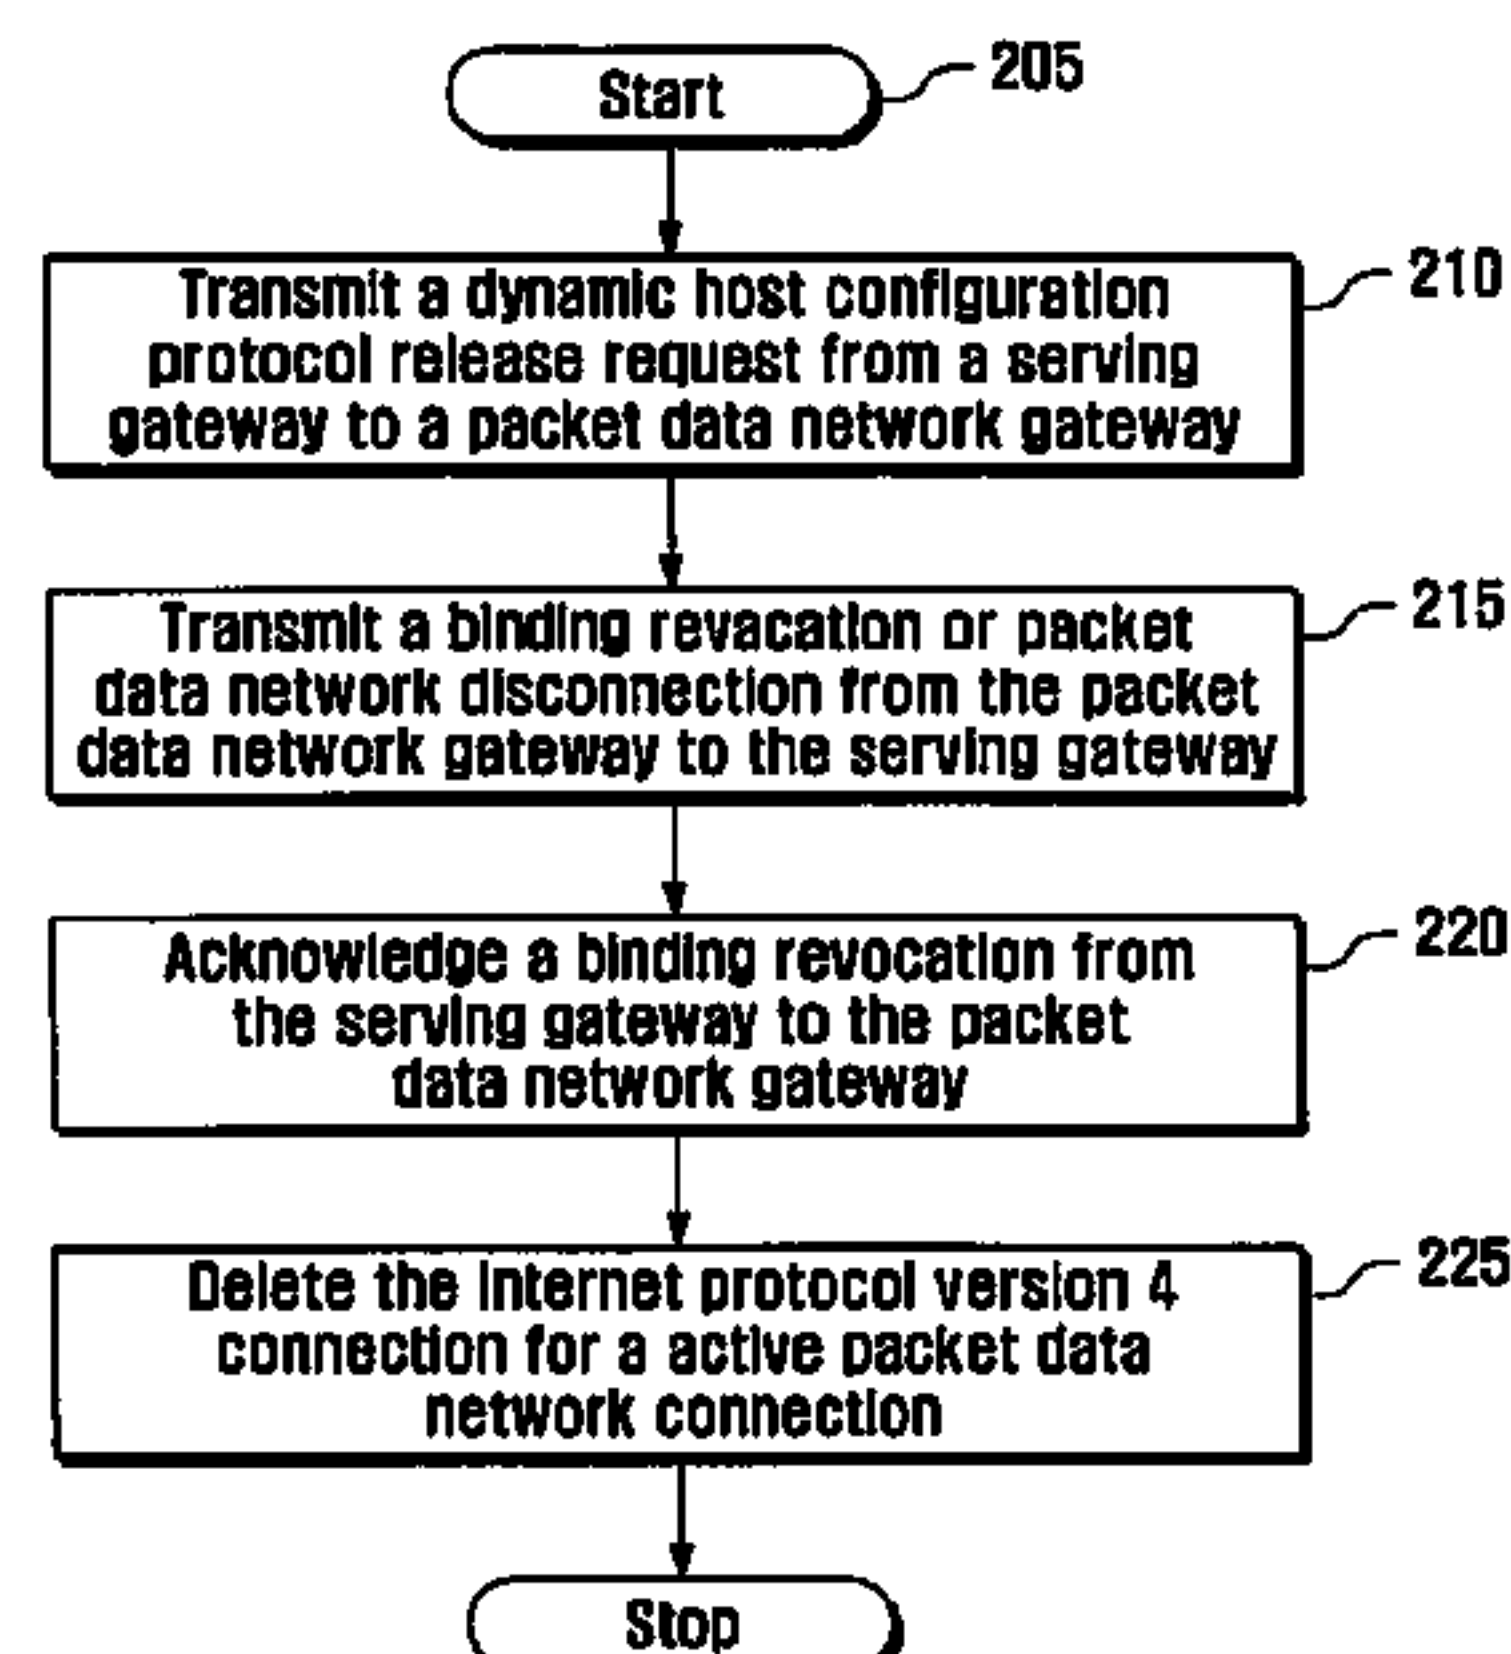 Start
205
Transmit a dynamic host configuration
protocol release request from a serving
gateway to a packet data network gateway
210
Transmit a binding revacation or packet
data network disconnection from the packet
data network gateway to the serving gateway
215
Acknowledge a binding revocation from
the serving gateway to the packet
data network gateway
220
Delete the internet protocol version 4
connection for a active packet data
network connection
225
Stop